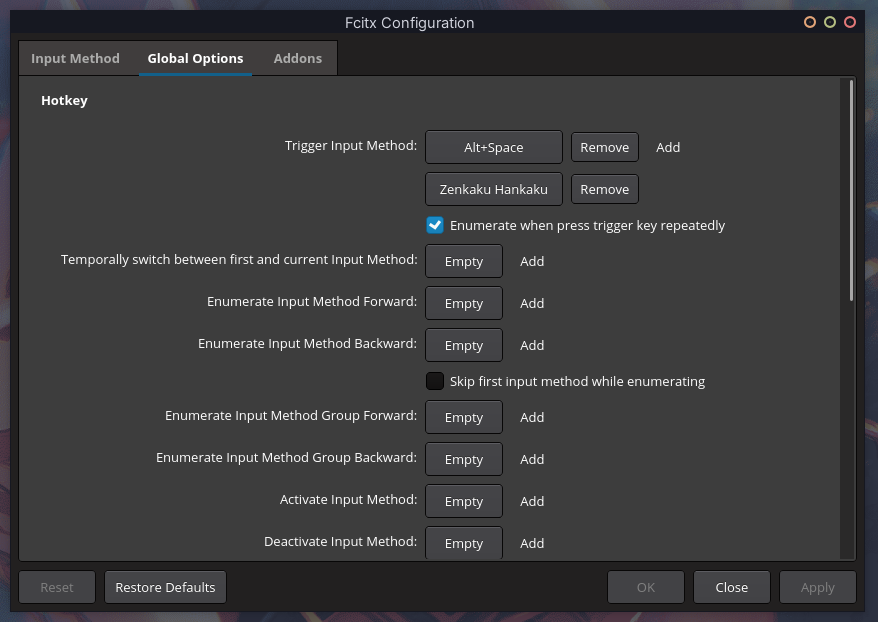 Fcitx Configuration
Input Method Global Options Addons
Hotkey
Trigger Input Method: Alt+Space Remove Add
Zenkaku Hankaku Remove
Enumerate when press trigger key repeatedly
Temporally switch between first and current Input Method: Empty Add
Enumerate Input Method Forward: Empty Add
Enumerate Input Method Backward: Empty Add
Skip first input method while enumerating
Enumerate Input Method Group Forward: Empty Add
Enumerate Input Method Group Backward: Empty Add
Activate Input Method: Empty Add
Deactivate Input Method: Empty Add
Reset Restore Defaults OK Close Apply